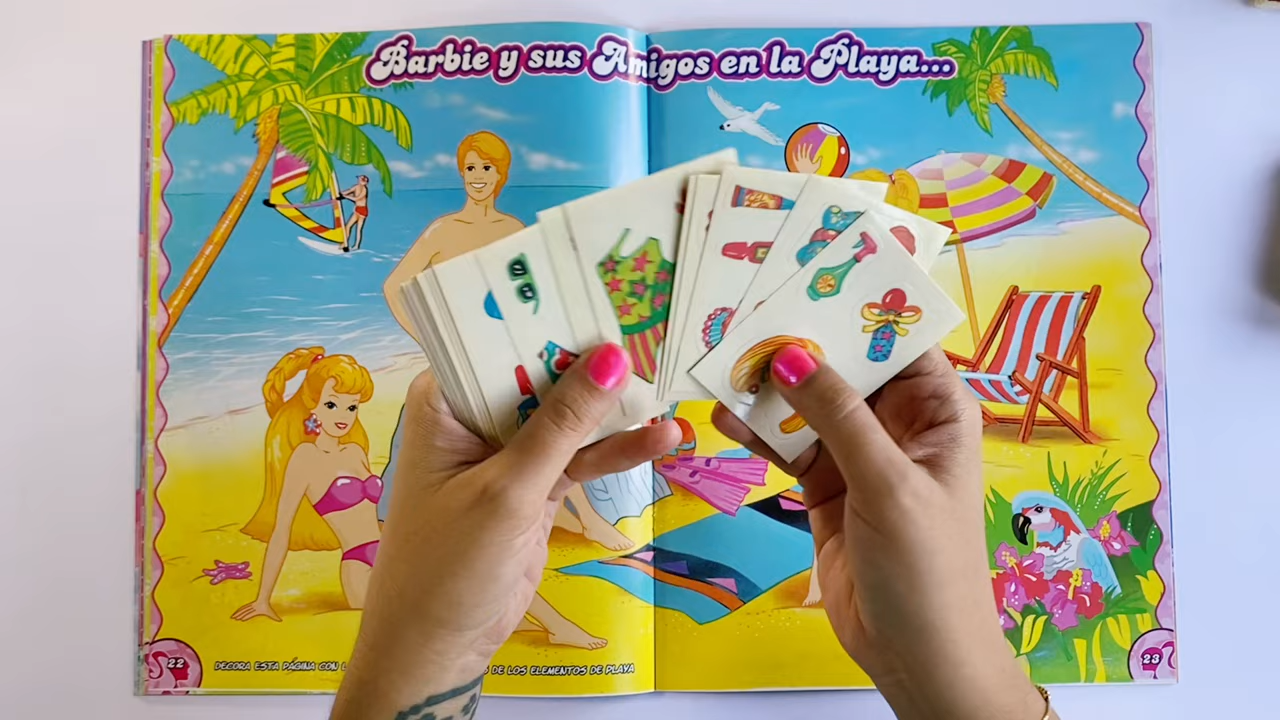 Barbie y sus Amigos en la Playa...
22
DECORA ESTA PÁGINA CON
DE LOS ELEMENTOS DE PLAYA
23